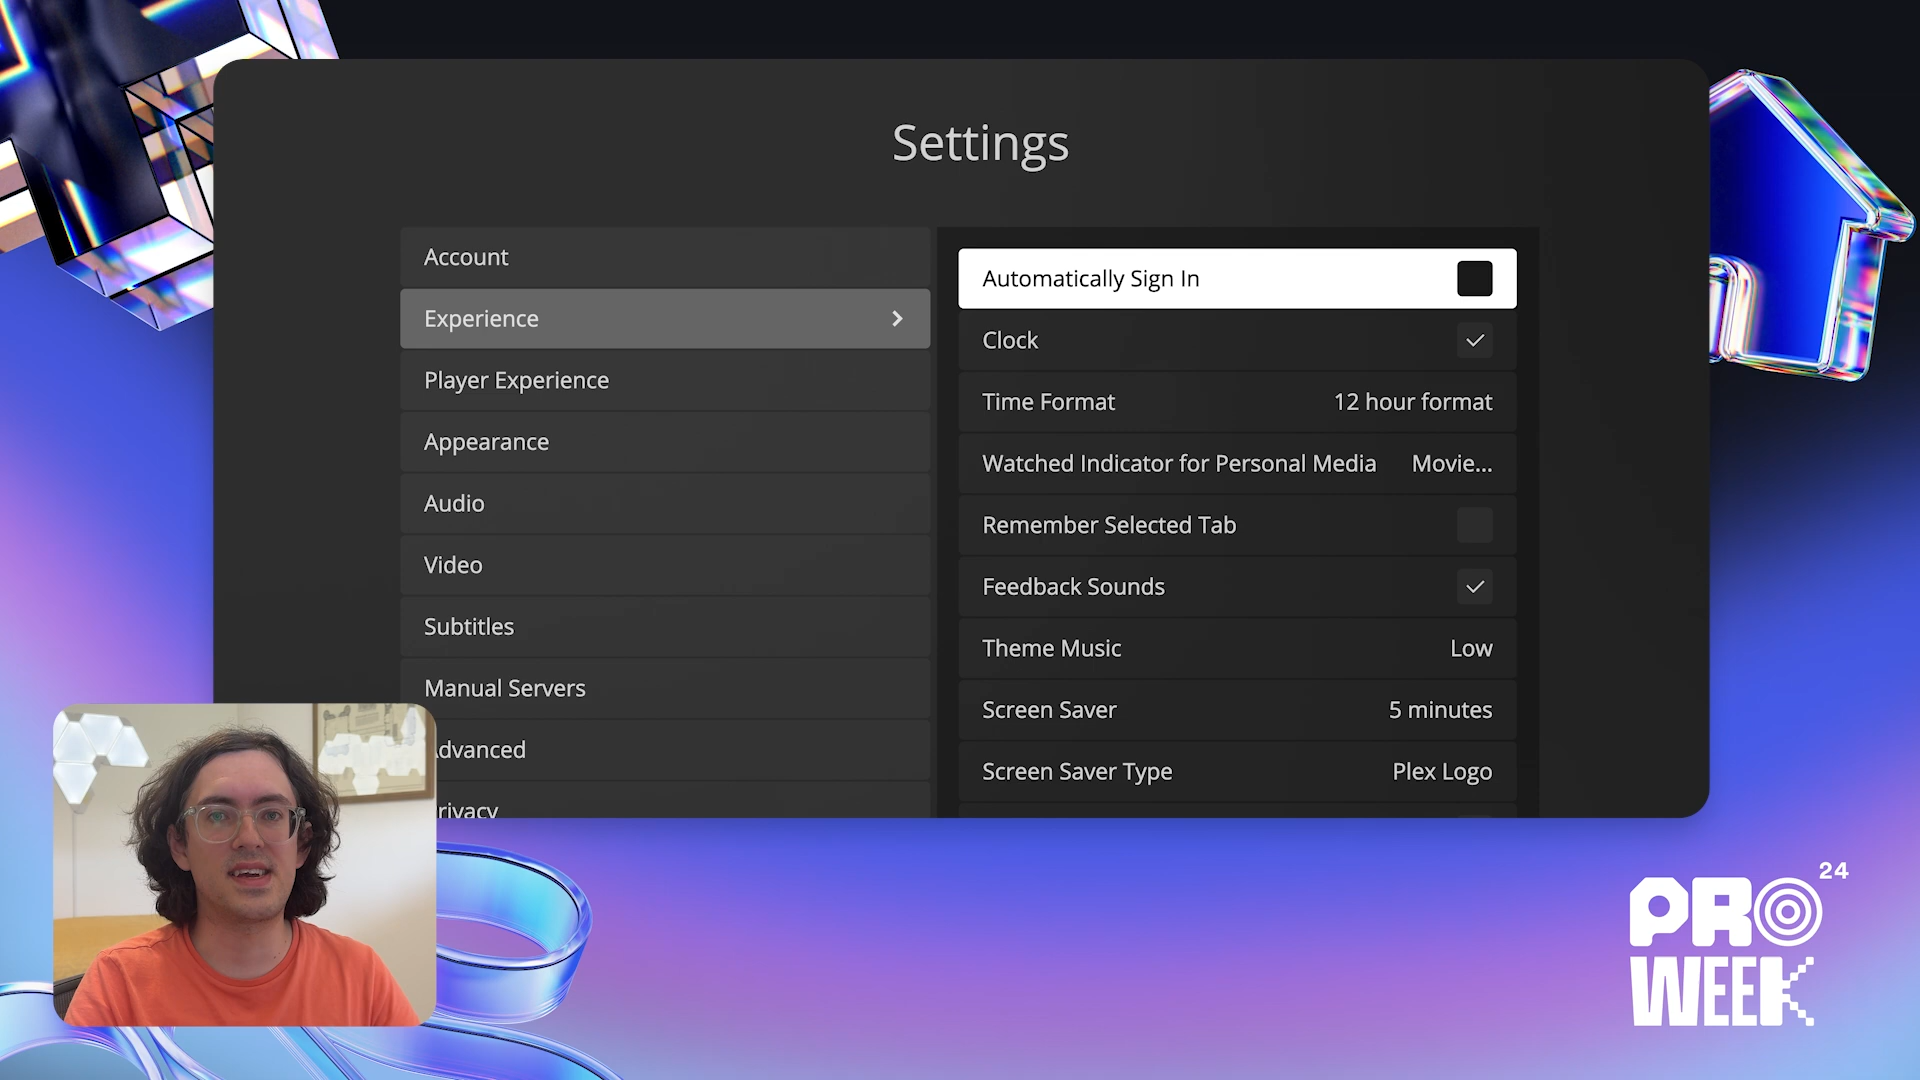 Settings
Account
Experience
Player Experience
Appearance
Audio
Video
Subtitles
Manual Servers
dvanced
rivacy
Automatically Sign In
Clock
Time Format 12 hour format
Watched Indicator for Personal Media Movie...
Remember Selected Tab
Feedback Sounds
Theme Music Low
Screen Saver 5 minutes
Screen Saver Type Plex Logo
PRO 24
WEEK